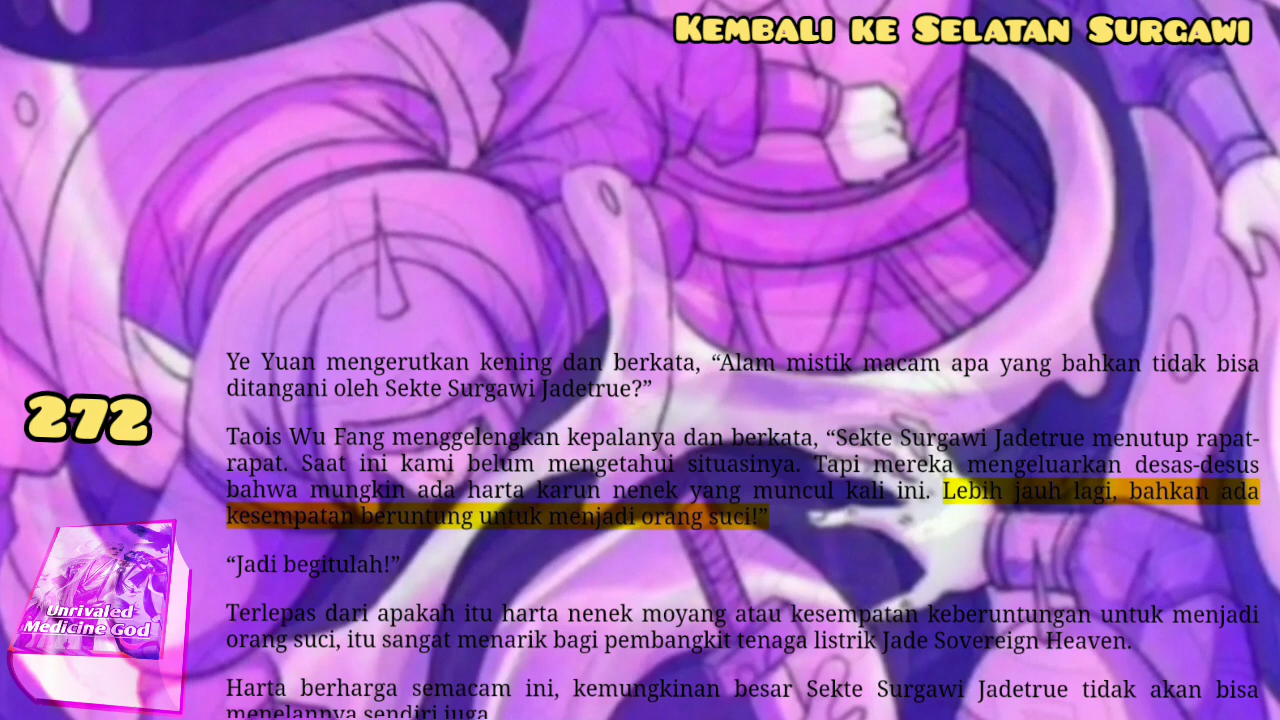 Kembali ke Selatan Surgawi
Ye Yuan mengerutkan kening dan berkata, “Alam mistik macam apa yang bahkan tidak bisa
ditangani oleh Sekte Surgawi Jadetrue?”
272
Taois Wu Fang menggelengkan kepalanya dan berkata, “Sekte Surgawi Jadetrue menutup rapat-
rapat. Saat ini kami belum mengetahui situasinya. Tapi mereka mengeluarkan desas-desus
bahwa mungkin ada harta karun nenek yang muncul kali ini. Lebih jauh lagi, bahkan ada
kesempatan beruntung untuk menjadi orang suci!”
“Jadi begitulah!”
Unrivaled
Medicine God
Terlepas dari apakah itu harta nenek moyang atau kesempatan keberuntungan untuk menjadi
orang suci, itu sangat menarik bagi pembangkit tenaga listrik Jade Sovereign Heaven.
Harta berharga semacam ini, kemungkinan besar Sekte Surgawi Jadetrue tidak akan bisa
menelannya sendiri juga.